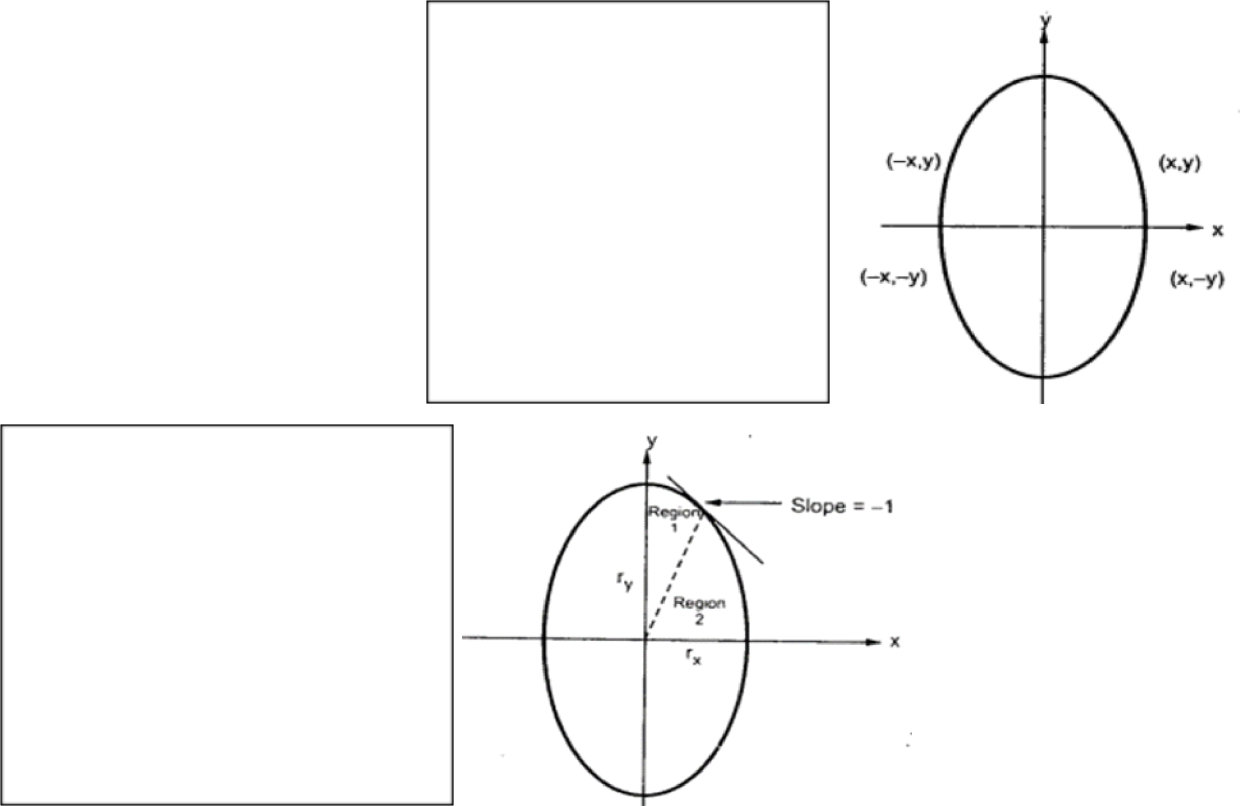 y
(–x,y)
(x,y)
x
(–x,–y)
(x,–y)
y
Slope = –1
Region
1
r_y
Region
2
x
r_x